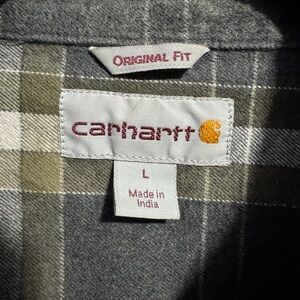 ORIGINAL FIT
carhartt
L
Made in
India